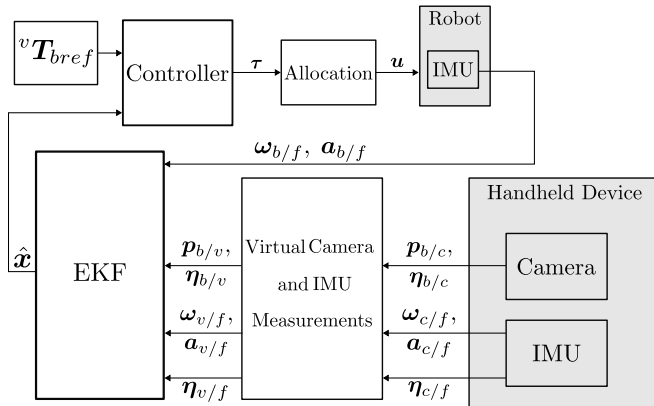 Robot
ᵛT_bref
Controller
τ
Allocation
u
IMU
ω_b/f, a_b/f
Handheld Device
x̂
EKF
p_b/v,
η_b/v
ω_v/f,
a_v/f
η_v/f
Virtual Camera
and IMU
Measurements
p_b/c,
η_b/c
ω_c/f,
a_c/f
η_c/f
Camera
IMU